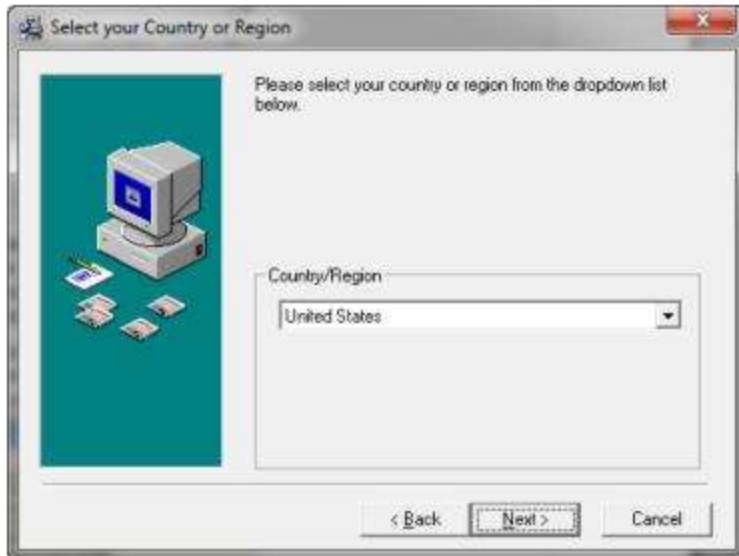 Select your Country or Region
Please select your country or region from the dropdown list
below.
Country/Region
United States
< Back
Next >
Cancel